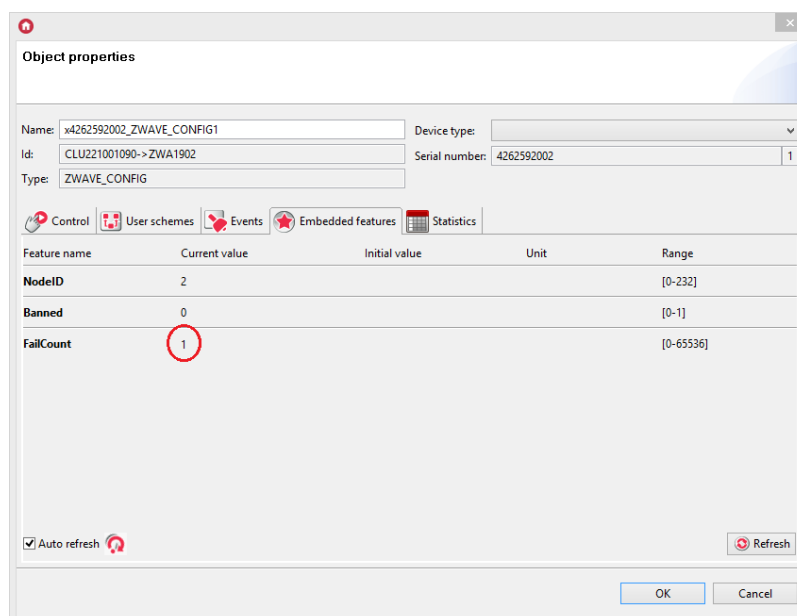 Object properties
Name: x4262592002_ZWAVE_CONFIG1 Device type:
Id: CLU221001090->ZWA1902 Serial number: 4262592002 1
Type: ZWAVE_CONFIG
Control User schemes Events Embedded features Statistics
Feature name Current value Initial value Unit Range
NodeID 2 [0-232]
Banned 0 [0-1]
FailCount 1 [0-65536]
Auto refresh Refresh
OK Cancel